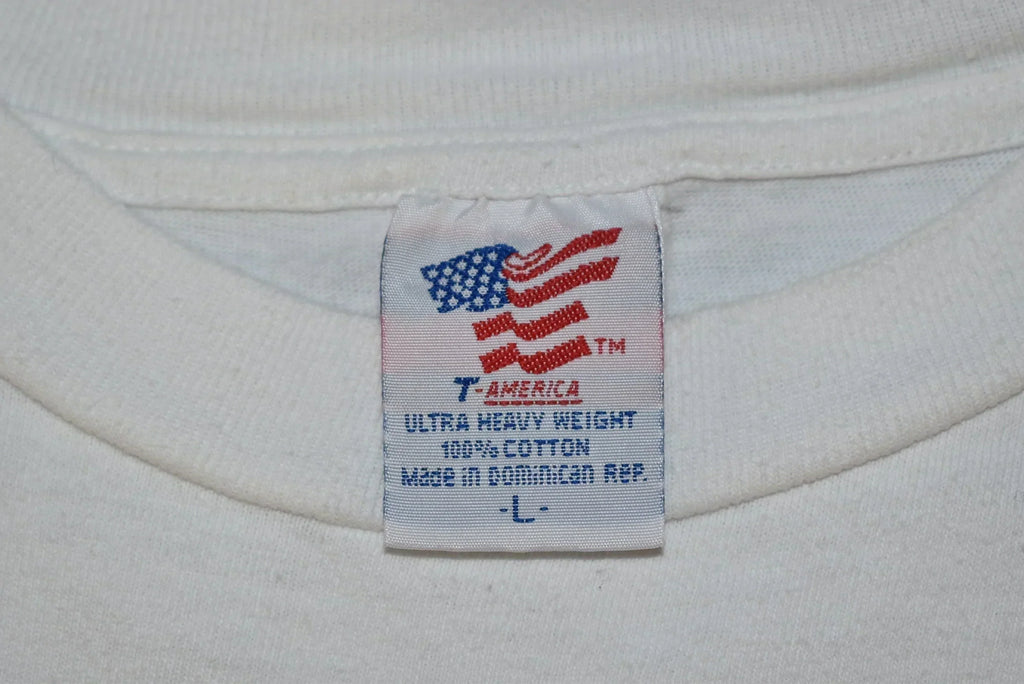 TM
T-AMERICA
ULTRA HEAVY WEIGHT
100% COTTON
Made in Dominican Rep.
-L-